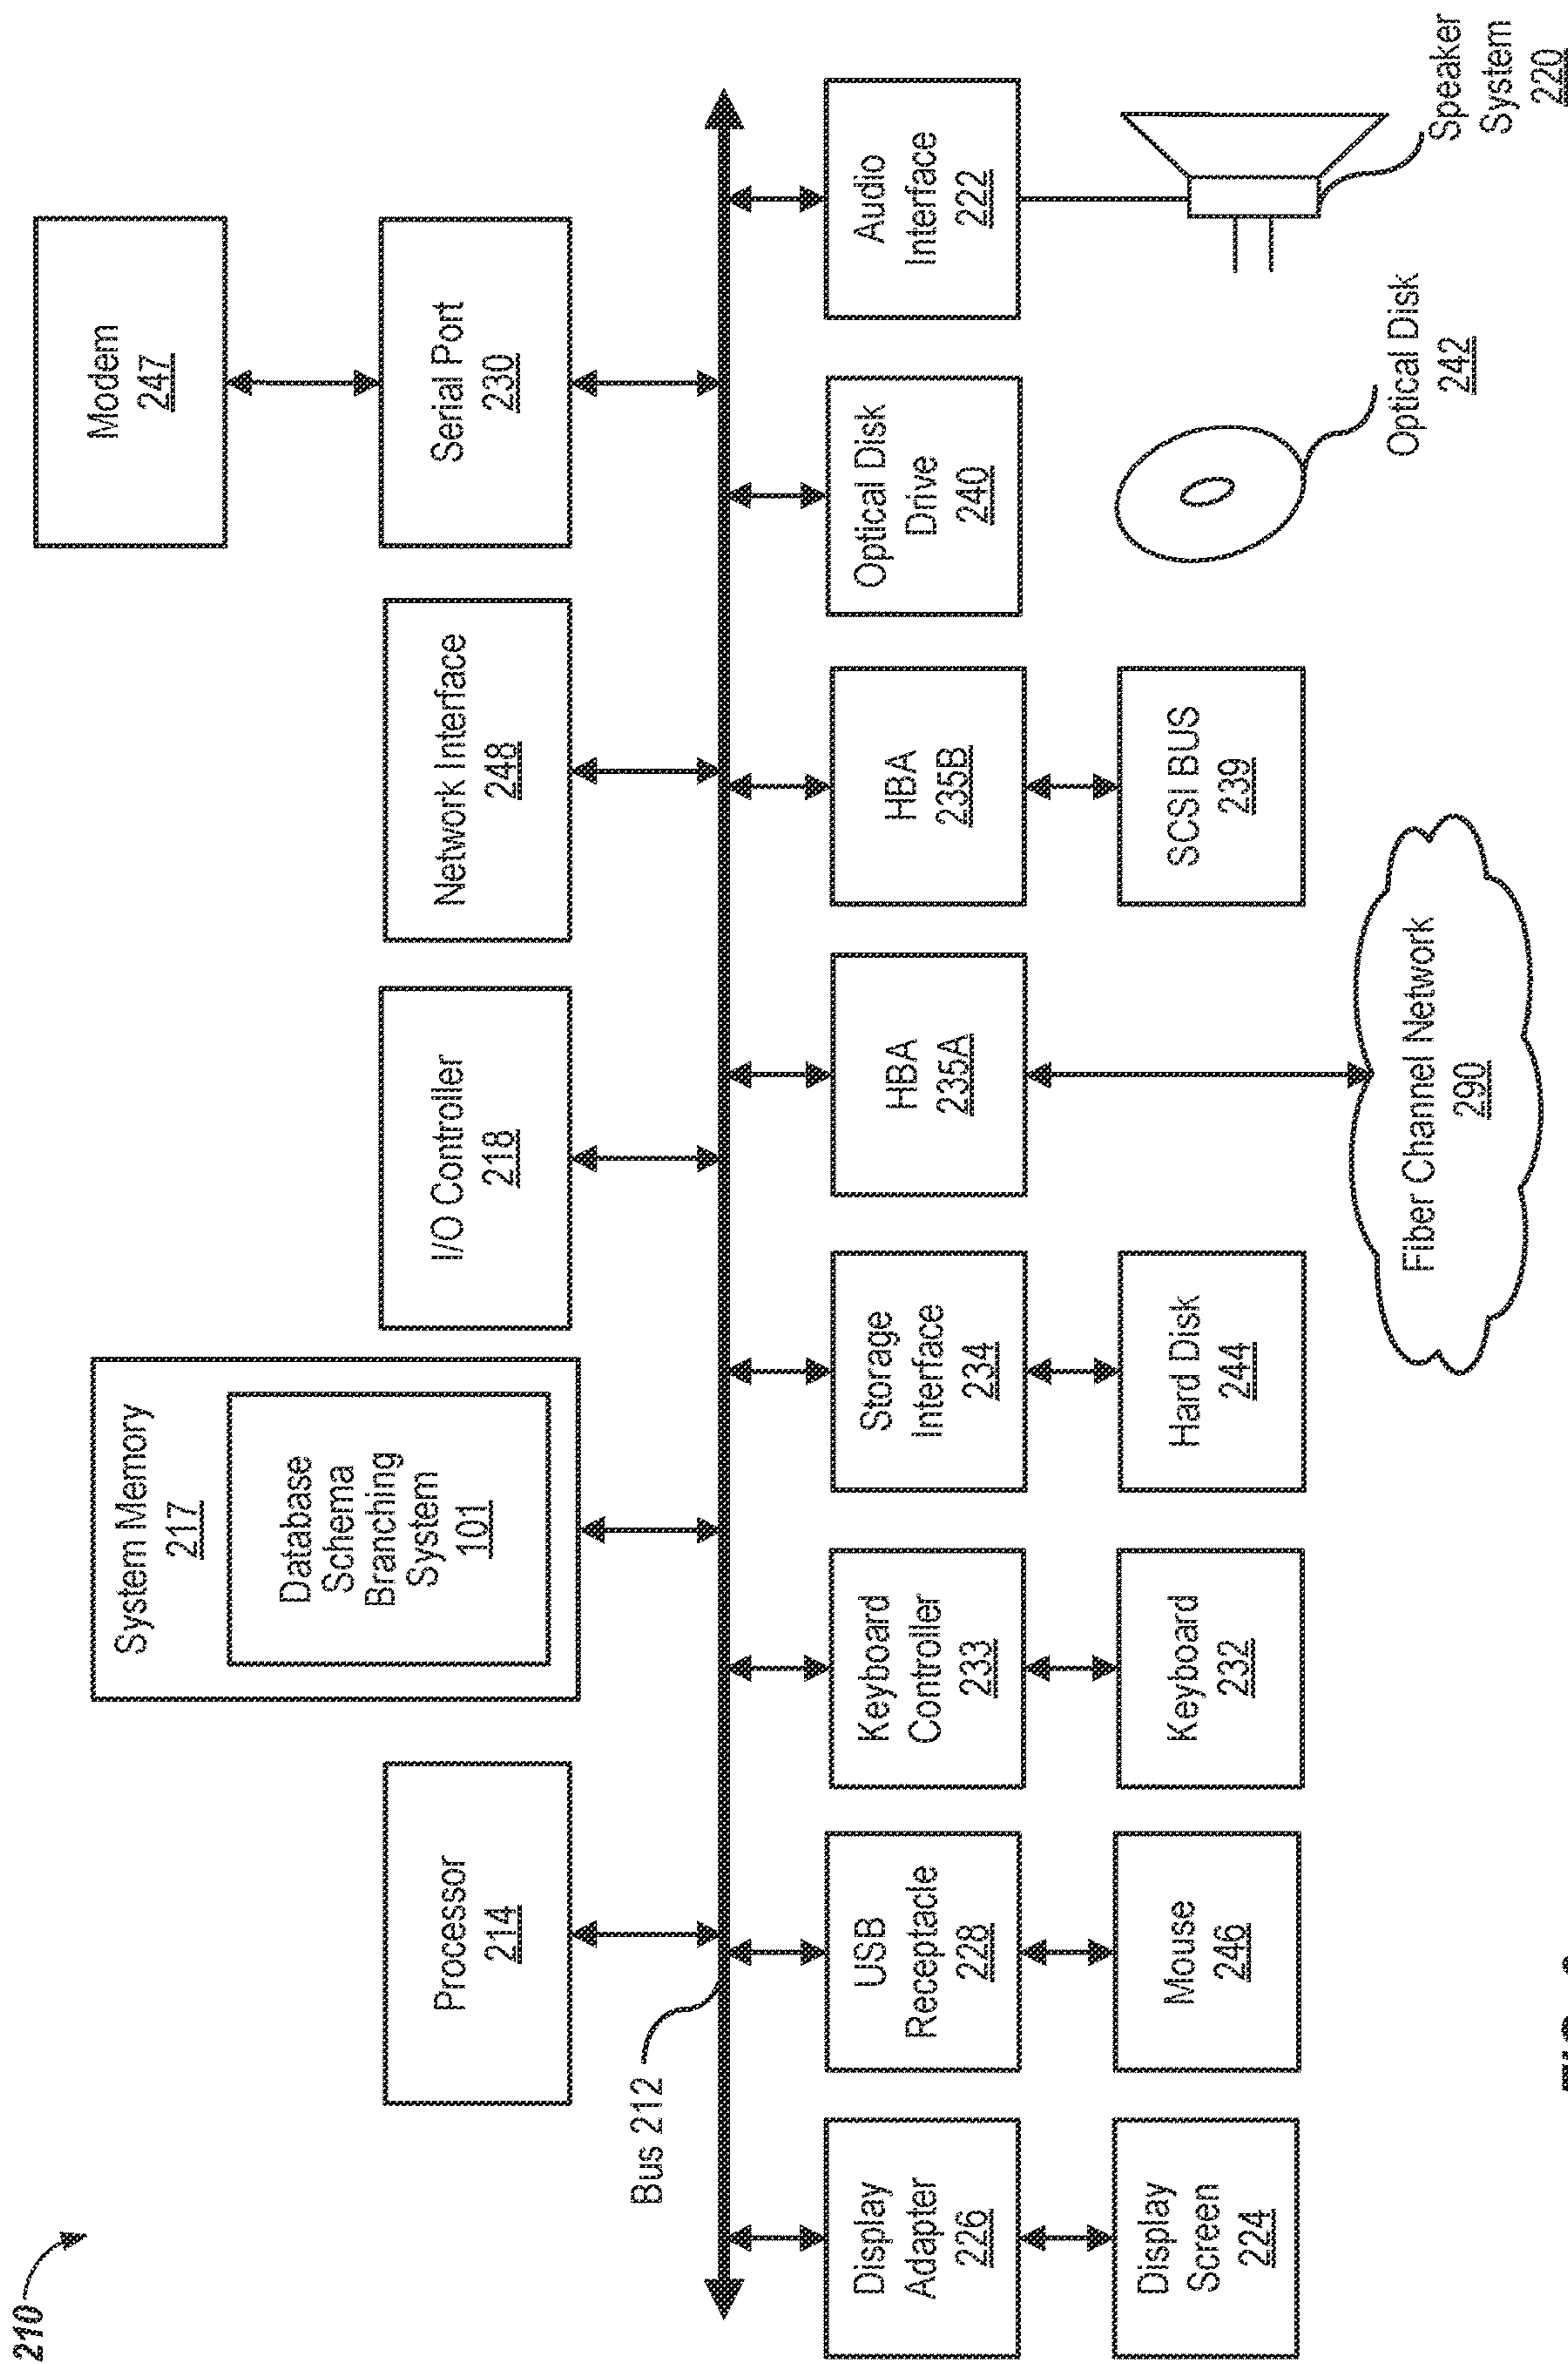 210
Modem
247
System Memory
217
Database
Schema
Branching
System
101
Processor
214
I/O Controller
218
Network Interface
248
Serial Port
230
Bus 212
Display
Adapter
226
USB
Receptacle
228
Keyboard
Controller
233
Storage
Interface
234
HBA
235A
HBA
235B
Optical Disk
Drive
240
Audio
Interface
222
Display
Screen
224
Mouse
246
Keyboard
232
Hard Disk
244
SCSI BUS
239
Fiber Channel Network
290
Optical Disk
242
Speaker
System
220